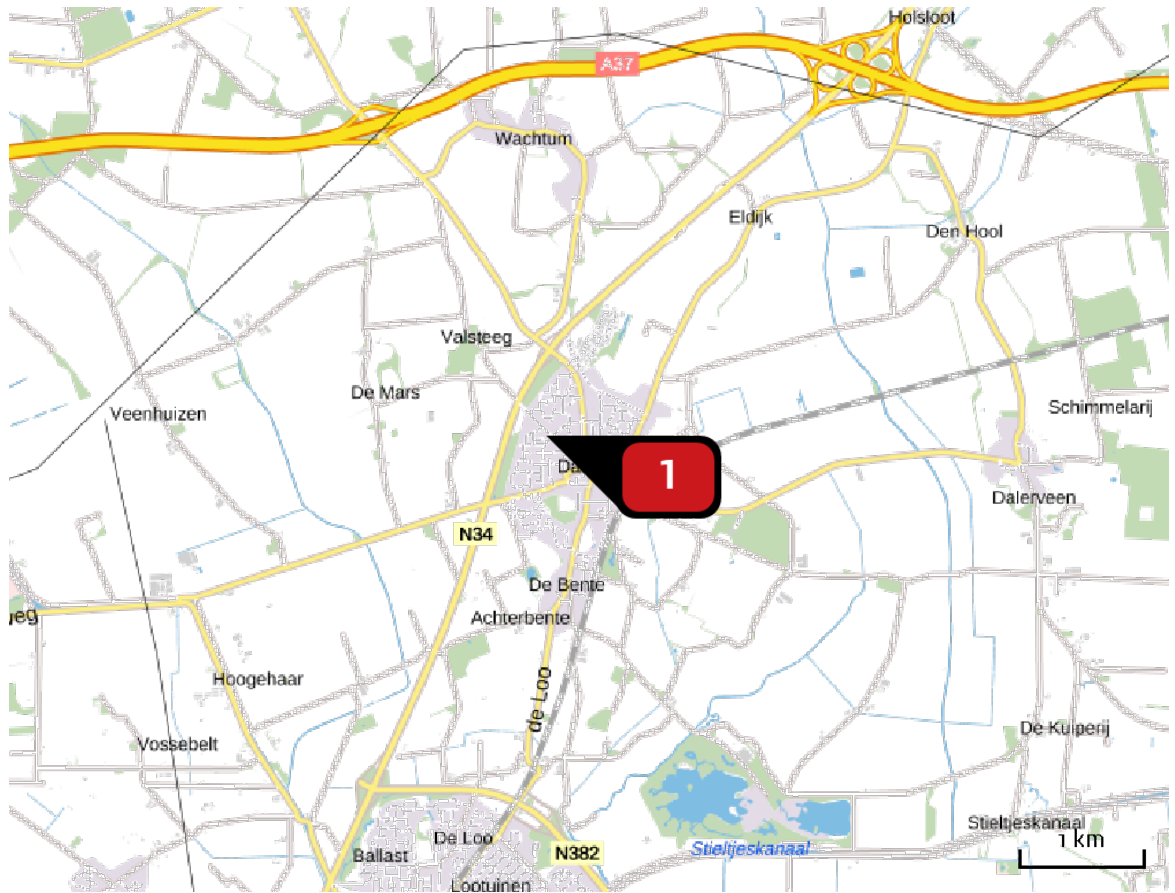 Holsloot
A37
Wachtum
Eldijk
Den Hool
Valsteeg
De Mars
Veenhuizen
Schimmelarij
1
Dalerveen
N34
De Bente
Achterbente
Hoogehaar
de Loo
De Kuiperij
Vossebelt
Stieltjeskanaal
1 km
De Loo
Stieltjeskanaal
N382
Ballast
Lootuinen